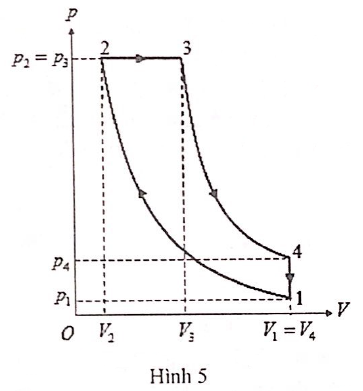 p
2
3
p₂ = p₃
4
p₄
p₁
1
O
V₂
V₃
V₁ = V₄
V
Hình 5